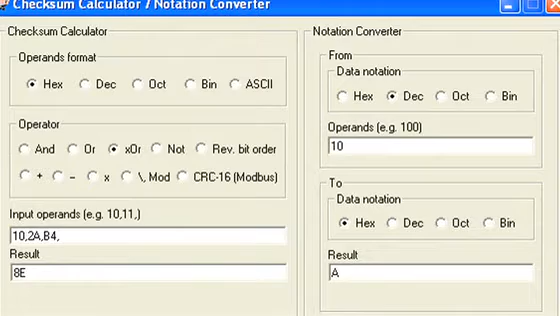 Checksum Calculator / Notation Converter
Checksum Calculator
Operands format
Hex Dec Oct Bin ASCII
Operator
And Or xOr Not Rev. bit order
+ - x \, Mod CRC-16 (Modbus)
Input operands (e.g. 10,11,)
10,2A,B4,
Result
8E
Notation Converter
From
Data notation
Hex Dec Oct Bin
Operands (e.g. 100)
10
To
Data notation
Hex Dec Oct Bin
Result
A